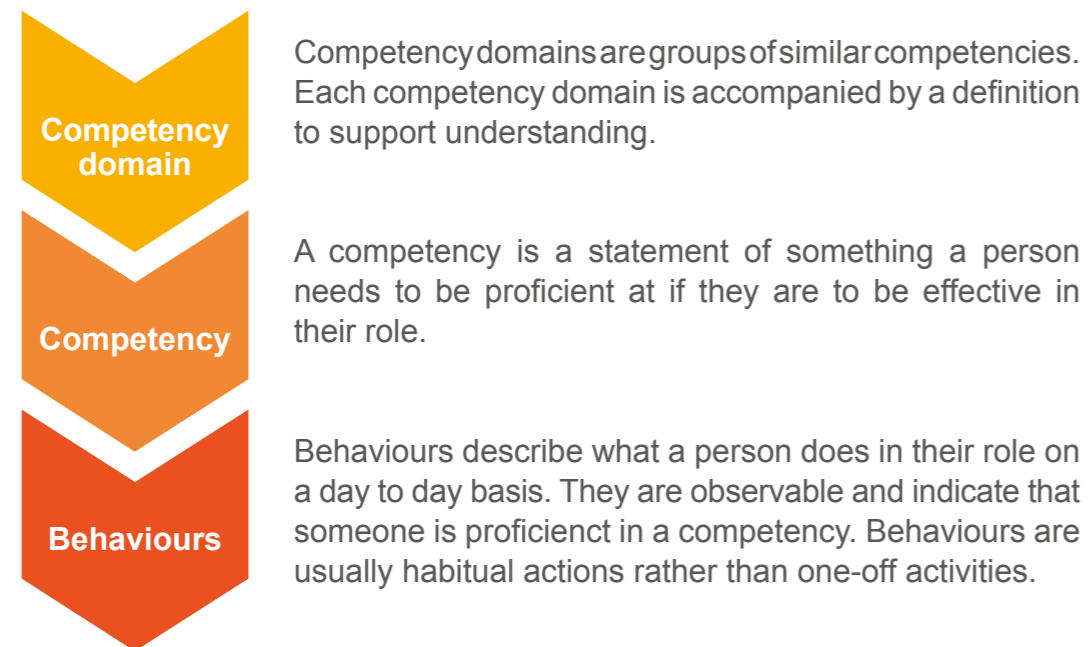 Competency
domain
Competency domains are groups of similar competencies.
Each competency domain is accompanied by a definition
to support understanding.
Competency
A competency is a statement of something a person
needs to be proficient at if they are to be effective in
their role.
Behaviours
Behaviours describe what a person does in their role on
a day to day basis. They are observable and indicate that
someone is proficienct in a competency. Behaviours are
usually habitual actions rather than one-off activities.